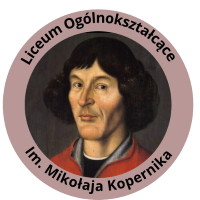 Liceum Ogólnokształcące
Im. Mikołaja Kopernika